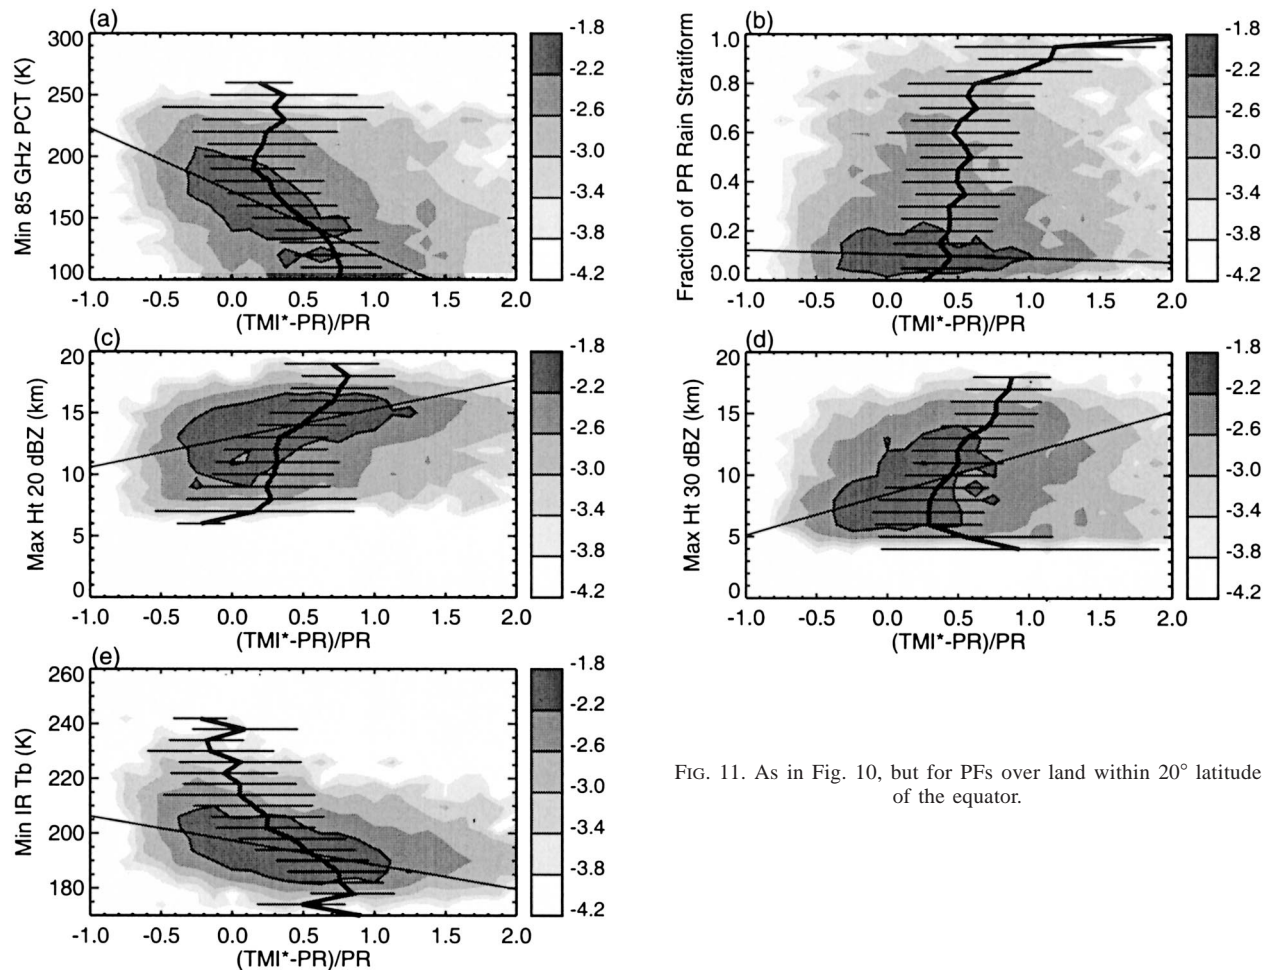 (a)
300
250
200
150
100
Min 85 GHz PCT (K)
-1.0 -0.5 0.0 0.5 1.0 1.5 2.0
(TMI*-PR)/PR
-1.8
-2.2
-2.6
-3.0
-3.4
-3.8
-4.2
(b)
1.0
0.8
0.6
0.4
0.2
0.0
Fraction of PR Rain Stratiform
-1.0 -0.5 0.0 0.5 1.0 1.5 2.0
(TMI*-PR)/PR
-1.8
-2.2
-2.6
-3.0
-3.4
-3.8
-4.2
(c)
20
15
10
5
0
Max Ht 20 dBZ (km)
-1.0 -0.5 0.0 0.5 1.0 1.5 2.0
(TMI*-PR)/PR
-1.8
-2.2
-2.6
-3.0
-3.4
-3.8
-4.2
(d)
20
15
10
5
0
Max Ht 30 dBZ (km)
-1.0 -0.5 0.0 0.5 1.0 1.5 2.0
(TMI*-PR)/PR
-1.8
-2.2
-2.6
-3.0
-3.4
-3.8
-4.2
(e)
260
240
220
200
180
Min IR Tb (K)
-1.0 -0.5 0.0 0.5 1.0 1.5 2.0
(TMI*-PR)/PR
-1.8
-2.2
-2.6
-3.0
-3.4
-3.8
-4.2
FIG. 11. As in Fig. 10, but for PFs over land within 20° latitude
of the equator.